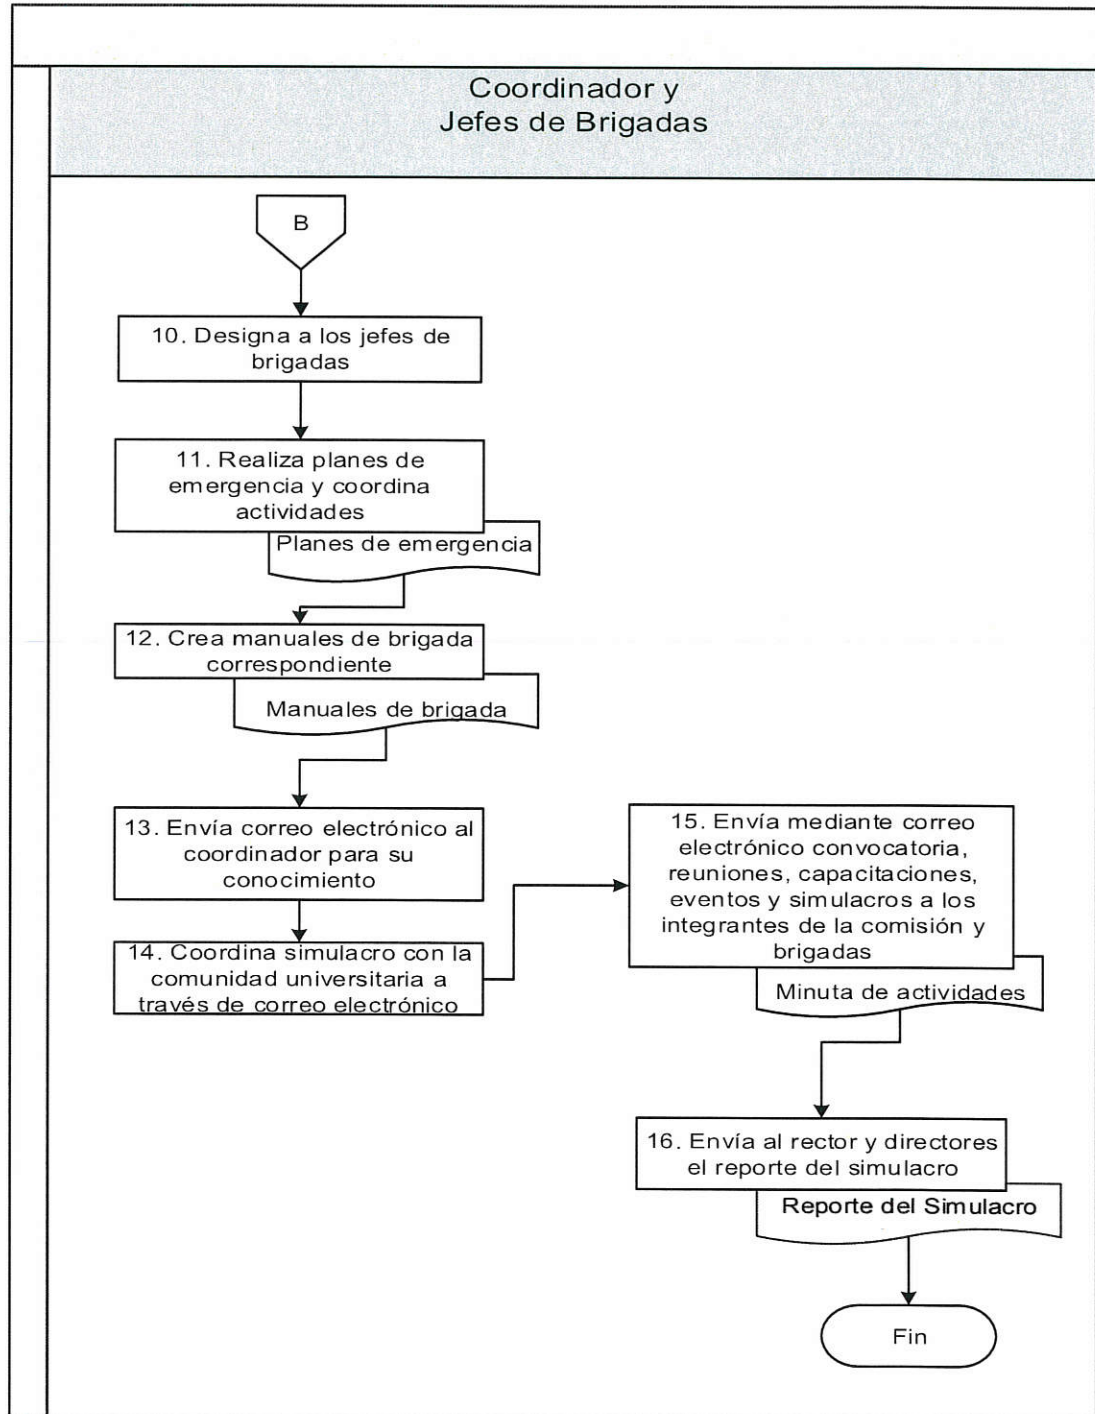 Coordinador y
Jefes de Brigadas
B
10. Designa a los jefes de
brigadas
11. Realiza planes de
emergencia y coordina
actividades
Planes de emergencia
12. Crea manuales de brigada
correspondiente
Manuales de brigada
13. Envía correo electrónico al
coordinador para su
conocimiento
14. Coordina simulacro con la
comunidad universitaria a
través de correo electrónico
15. Envía mediante correo
electrónico convocatoria,
reuniones, capacitaciones,
eventos y simulacros a los
integrantes de la comisión y
brigadas
Minuta de actividades
16. Envía al rector y directores
el reporte del simulacro
Reporte del Simulacro
Fin